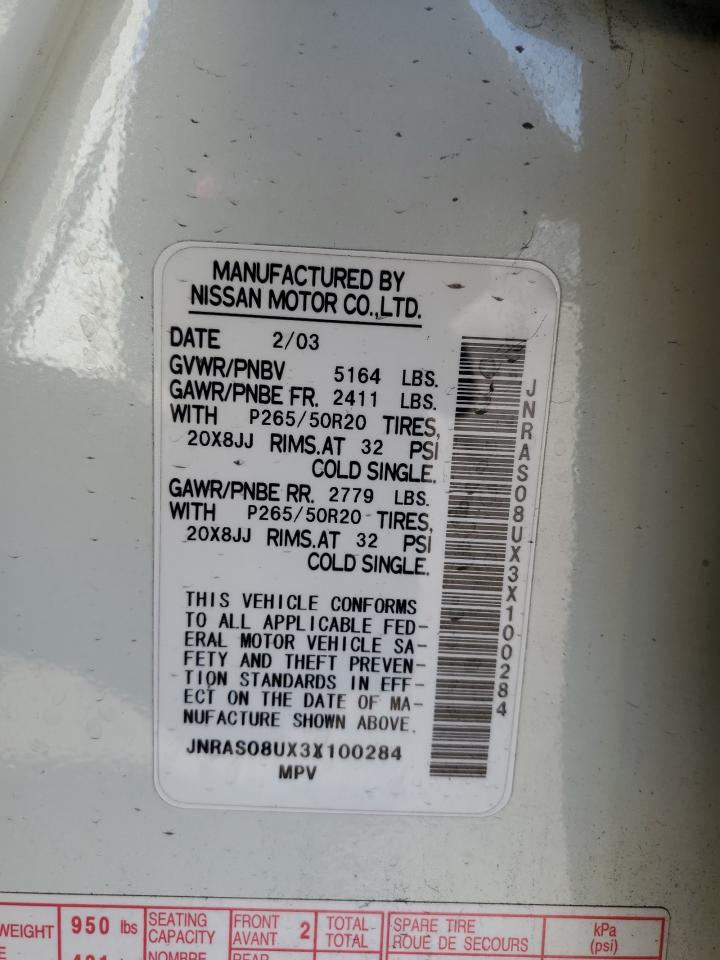 MANUFACTURED BY
NISSAN MOTOR CO.,LTD.
DATE 2/03
GVWR/PNBV 5164 LBS.
GAWR/PNBE FR. 2411 LBS.
WITH P265/50R20 TIRES,
20X8JJ RIMS.AT 32 PSI
COLD SINGLE.
GAWR/PNBE RR. 2779 LBS.
WITH P265/50R20 TIRES,
20X8JJ RIMS.AT 32 PSI
COLD SINGLE.
THIS VEHICLE CONFORMS
TO ALL APPLICABLE FED-
ERAL MOTOR VEHICLE SA-
FETY AND THEFT PREVEN-
TION STANDARDS IN EFF-
ECT ON THE DATE OF MA-
NUFACTURE SHOWN ABOVE.
JNRAS08UX3X100284
MPV
JNRAS08UX3X100284
WEIGHT 950 lbs SEATING CAPACITY FRONT AVANT 2 TOTAL TOTAL SPARE TIRE ROUE DE SECOURS kPa (psi)
NOMBRE